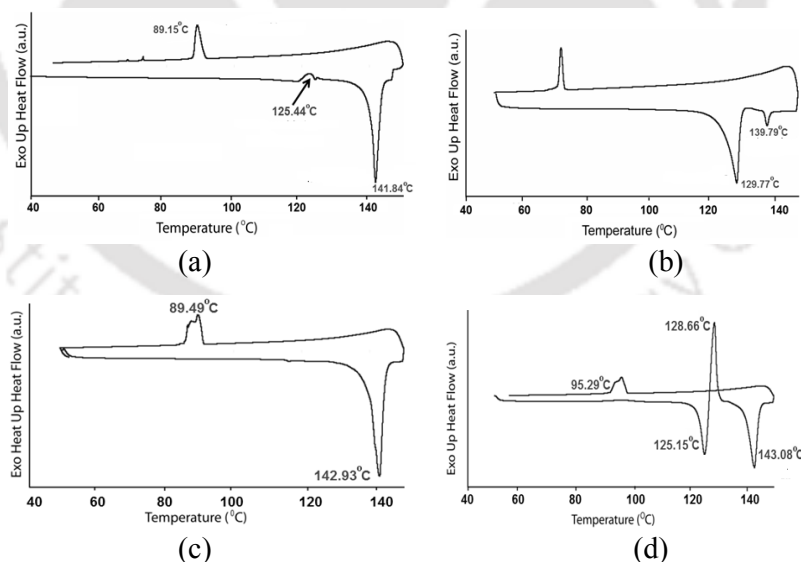 89.15°C
125.44°C
141.84°C
Exo Up Heat Flow (a.u.)
40 60 80 100 120 140
Temperature (°C)
(a)
139.79°C
129.77°C
Exo Up Heat Flow (a.u.)
40 60 80 100 120 140
Temperature (°C)
(b)
89.49°C
142.93°C
Exo Heat Up Heat Flow (a.u.)
40 60 80 100 120 140
Temperature (°C)
(c)
128.66°C
95.29°C
125.15°C
143.08°C
Exo Up Heat Flow (a.u.)
40 60 80 100 120 140
Temperature (°C)
(d)